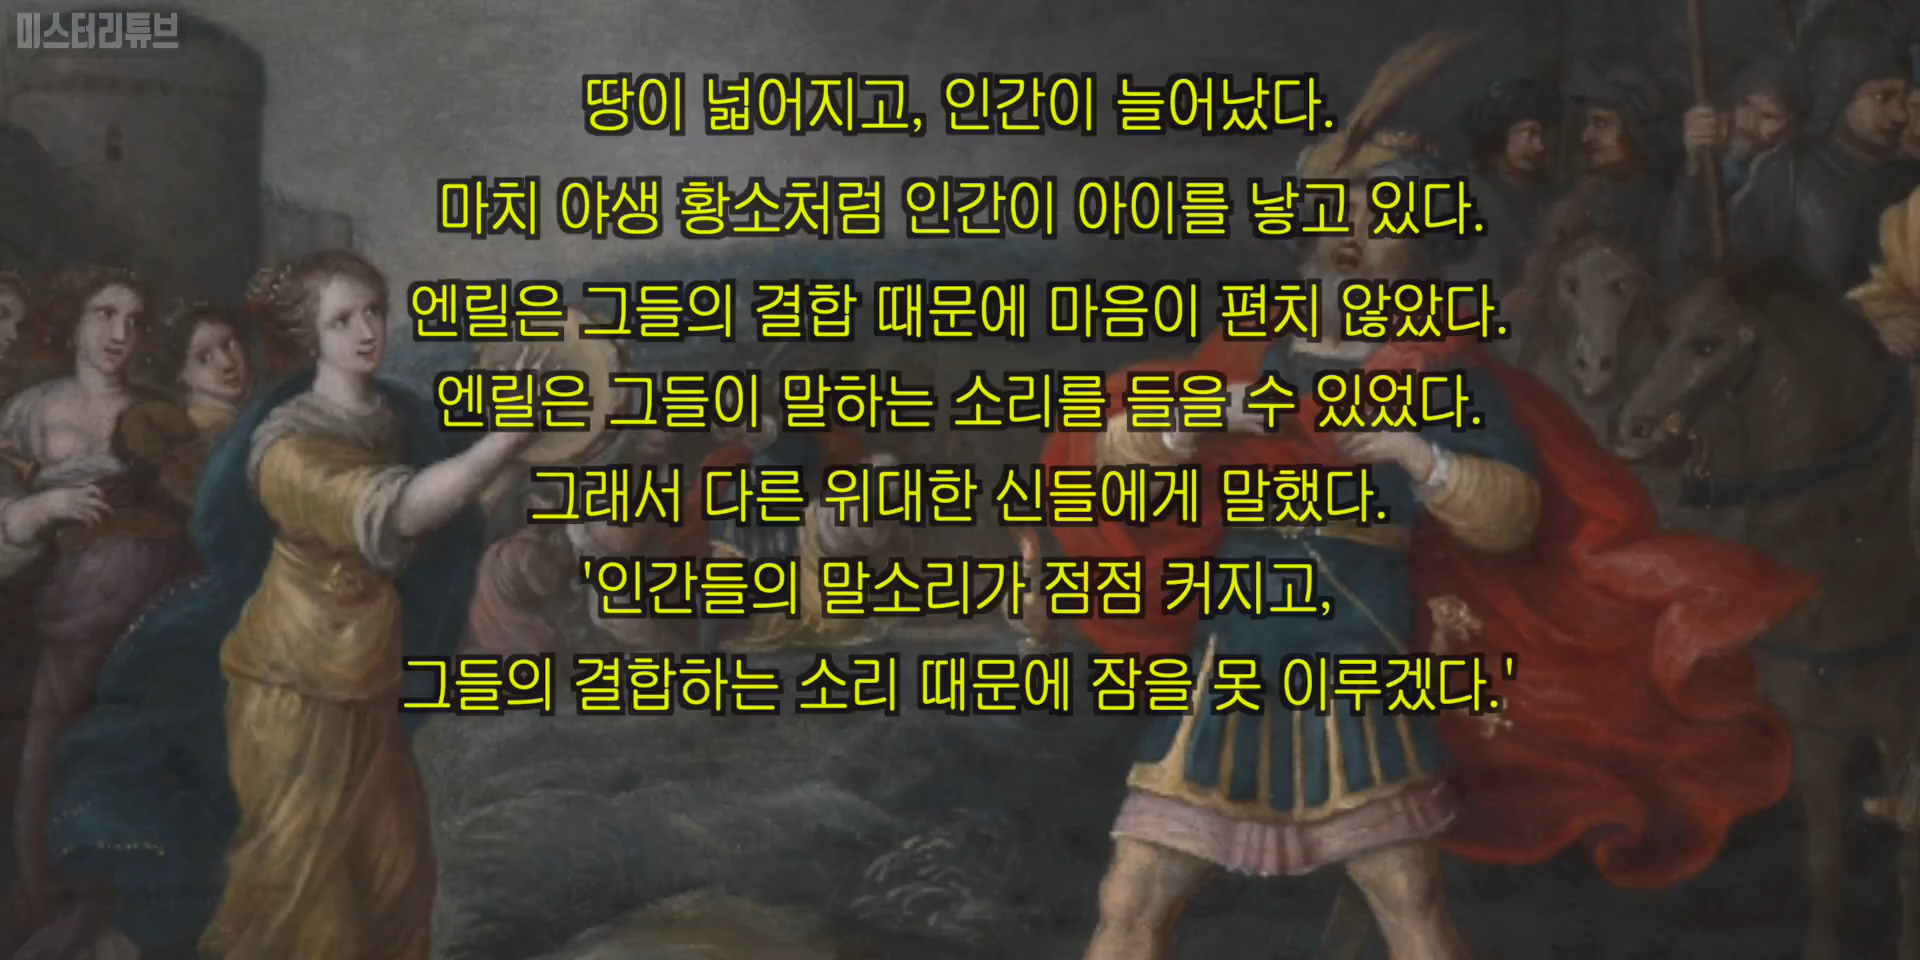 미스터리튜브
땅이 넓어지고, 인간이 늘어났다.
마치 야생 황소처럼 인간이 아이를 낳고 있다.
엔릴은 그들의 결합 때문에 마음이 편치 않았다.
엔릴은 그들이 말하는 소리를 들을 수 있었다.
그래서 다른 위대한 신들에게 말했다.
'인간들의 말소리가 점점 커지고,
그들의 결합하는 소리 때문에 잠을 못 이루겠다.'